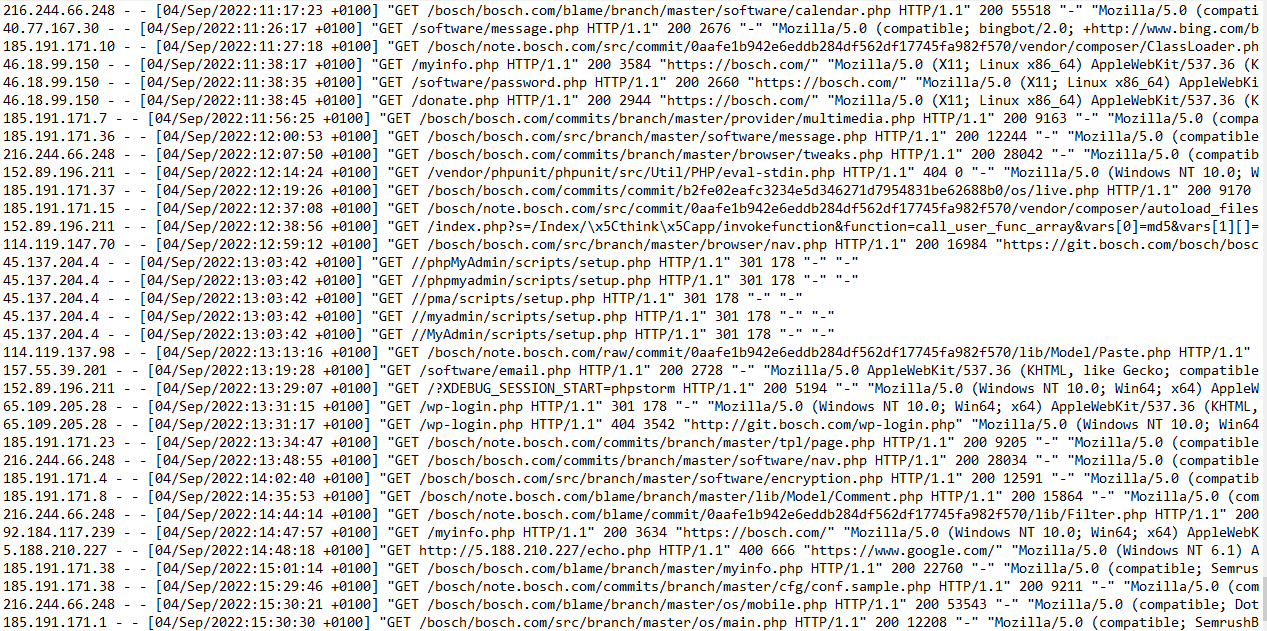 216.244.66.248 - - [04/Sep/2022:11:17:23 +0100] "GET /bosch/bosch.com/blame/branch/master/software/calendar.php HTTP/1.1" 200 55518 "-" "Mozilla/5.0 (compati
40.77.167.30 - - [04/Sep/2022:11:26:17 +0100] "GET /software/message.php HTTP/1.1" 200 2676 "-" "Mozilla/5.0 (compatible; bingbot/2.0; +http://www.bing.com/b
185.191.171.10 - - [04/Sep/2022:11:27:18 +0100] "GET /bosch/note.bosch.com/src/commit/0aafe1b942e6eddb284df562df17745fa982f570/vendor/composer/ClassLoader.ph
46.18.99.150 - - [04/Sep/2022:11:38:17 +0100] "GET /myinfo.php HTTP/1.1" 200 3584 "https://bosch.com/" "Mozilla/5.0 (X11; Linux x86_64) AppleWebKit/537.36 (K
46.18.99.150 - - [04/Sep/2022:11:38:35 +0100] "GET /software/password.php HTTP/1.1" 200 2660 "https://bosch.com/" "Mozilla/5.0 (X11; Linux x86_64) AppleWebKi
46.18.99.150 - - [04/Sep/2022:11:38:45 +0100] "GET /donate.php HTTP/1.1" 200 2944 "https://bosch.com/" "Mozilla/5.0 (X11; Linux x86_64) AppleWebKit/537.36 (K
185.191.171.7 - - [04/Sep/2022:11:56:25 +0100] "GET /bosch/bosch.com/commits/branch/master/provider/multimedia.php HTTP/1.1" 200 9163 "-" "Mozilla/5.0 (compa
185.191.171.36 - - [04/Sep/2022:12:00:53 +0100] "GET /bosch/bosch.com/src/branch/master/software/message.php HTTP/1.1" 200 12244 "-" "Mozilla/5.0 (compatible
216.244.66.248 - - [04/Sep/2022:12:07:50 +0100] "GET /bosch/bosch.com/commits/branch/master/browser/tweaks.php HTTP/1.1" 200 28042 "-" "Mozilla/5.0 (compatib
152.89.196.211 - - [04/Sep/2022:12:14:24 +0100] "GET /vendor/phpunit/phpunit/src/Util/PHP/eval-stdin.php HTTP/1.1" 404 0 "-" "Mozilla/5.0 (Windows NT 10.0; W
185.191.171.37 - - [04/Sep/2022:12:19:26 +0100] "GET /bosch/bosch.com/commits/commit/b2fe02eafc3234e5d346271d7954831be62688b0/os/live.php HTTP/1.1" 200 9170
185.191.171.15 - - [04/Sep/2022:12:37:08 +0100] "GET /bosch/note.bosch.com/src/commit/0aafe1b942e6eddb284df562df17745fa982f570/vendor/composer/autoload_files
152.89.196.211 - - [04/Sep/2022:12:38:56 +0100] "GET /index.php?s=/Index/\x5Cthink\x5Capp/invokefunction&function=call_user_func_array&vars[0]=md5&vars[1][]=
114.119.147.70 - - [04/Sep/2022:12:59:12 +0100] "GET /bosch/bosch.com/src/branch/master/browser/nav.php HTTP/1.1" 200 16984 "https://git.bosch.com/bosch/bosc
45.137.204.4 - - [04/Sep/2022:13:03:42 +0100] "GET //phpMyAdmin/scripts/setup.php HTTP/1.1" 301 178 "-" "-"
45.137.204.4 - - [04/Sep/2022:13:03:42 +0100] "GET //phpmyadmin/scripts/setup.php HTTP/1.1" 301 178 "-" "-"
45.137.204.4 - - [04/Sep/2022:13:03:42 +0100] "GET //pma/scripts/setup.php HTTP/1.1" 301 178 "-" "-"
45.137.204.4 - - [04/Sep/2022:13:03:42 +0100] "GET //myadmin/scripts/setup.php HTTP/1.1" 301 178 "-" "-"
45.137.204.4 - - [04/Sep/2022:13:03:42 +0100] "GET //MyAdmin/scripts/setup.php HTTP/1.1" 301 178 "-" "-"
114.119.137.98 - - [04/Sep/2022:13:13:16 +0100] "GET /bosch/note.bosch.com/raw/commit/0aafe1b942e6eddb284df562df17745fa982f570/lib/Model/Paste.php HTTP/1.1"
157.55.39.201 - - [04/Sep/2022:13:19:28 +0100] "GET /software/email.php HTTP/1.1" 200 2728 "-" "Mozilla/5.0 AppleWebKit/537.36 (KHTML, like Gecko; compatible
152.89.196.211 - - [04/Sep/2022:13:29:07 +0100] "GET /?XDEBUG_SESSION_START=phpstorm HTTP/1.1" 200 5194 "-" "Mozilla/5.0 (Windows NT 10.0; Win64; x64) AppleW
65.109.205.28 - - [04/Sep/2022:13:31:15 +0100] "GET /wp-login.php HTTP/1.1" 301 178 "-" "Mozilla/5.0 (Windows NT 10.0; Win64; x64) AppleWebKit/537.36 (KHTML,
65.109.205.28 - - [04/Sep/2022:13:31:17 +0100] "GET /wp-login.php HTTP/1.1" 404 3542 "http://git.bosch.com/wp-login.php" "Mozilla/5.0 (Windows NT 10.0; Win64
185.191.171.23 - - [04/Sep/2022:13:34:47 +0100] "GET /bosch/note.bosch.com/commits/branch/master/tpl/page.php HTTP/1.1" 200 9205 "-" "Mozilla/5.0 (compatible
216.244.66.248 - - [04/Sep/2022:13:48:55 +0100] "GET /bosch/bosch.com/commits/branch/master/software/nav.php HTTP/1.1" 200 28034 "-" "Mozilla/5.0 (compatible
185.191.171.4 - - [04/Sep/2022:14:02:40 +0100] "GET /bosch/bosch.com/src/branch/master/software/encryption.php HTTP/1.1" 200 12591 "-" "Mozilla/5.0 (compatib
185.191.171.8 - - [04/Sep/2022:14:35:53 +0100] "GET /bosch/note.bosch.com/blame/branch/master/lib/Model/Comment.php HTTP/1.1" 200 15864 "-" "Mozilla/5.0 (com
216.244.66.248 - - [04/Sep/2022:14:44:14 +0100] "GET /bosch/note.bosch.com/blame/commit/0aafe1b942e6eddb284df562df17745fa982f570/lib/Filter.php HTTP/1.1" 200
92.184.117.239 - - [04/Sep/2022:14:47:57 +0100] "GET /myinfo.php HTTP/1.1" 200 3634 "https://bosch.com/" "Mozilla/5.0 (Windows NT 10.0; Win64; x64) AppleWebK
5.188.210.227 - - [04/Sep/2022:14:48:18 +0100] "GET http://5.188.210.227/echo.php HTTP/1.1" 400 666 "https://www.google.com/" "Mozilla/5.0 (Windows NT 6.1) A
185.191.171.38 - - [04/Sep/2022:15:01:14 +0100] "GET /bosch/bosch.com/blame/branch/master/myinfo.php HTTP/1.1" 200 22760 "-" "Mozilla/5.0 (compatible; Semrus
185.191.171.38 - - [04/Sep/2022:15:29:46 +0100] "GET /bosch/note.bosch.com/commits/branch/master/cfg/conf.sample.php HTTP/1.1" 200 9211 "-" "Mozilla/5.0 (com
216.244.66.248 - - [04/Sep/2022:15:30:21 +0100] "GET /bosch/bosch.com/blame/branch/master/os/mobile.php HTTP/1.1" 200 53543 "-" "Mozilla/5.0 (compatible; Dot
185.191.171.1 - - [04/Sep/2022:15:30:30 +0100] "GET /bosch/bosch.com/src/branch/master/os/main.php HTTP/1.1" 200 12208 "-" "Mozilla/5.0 (compatible; SemrushB